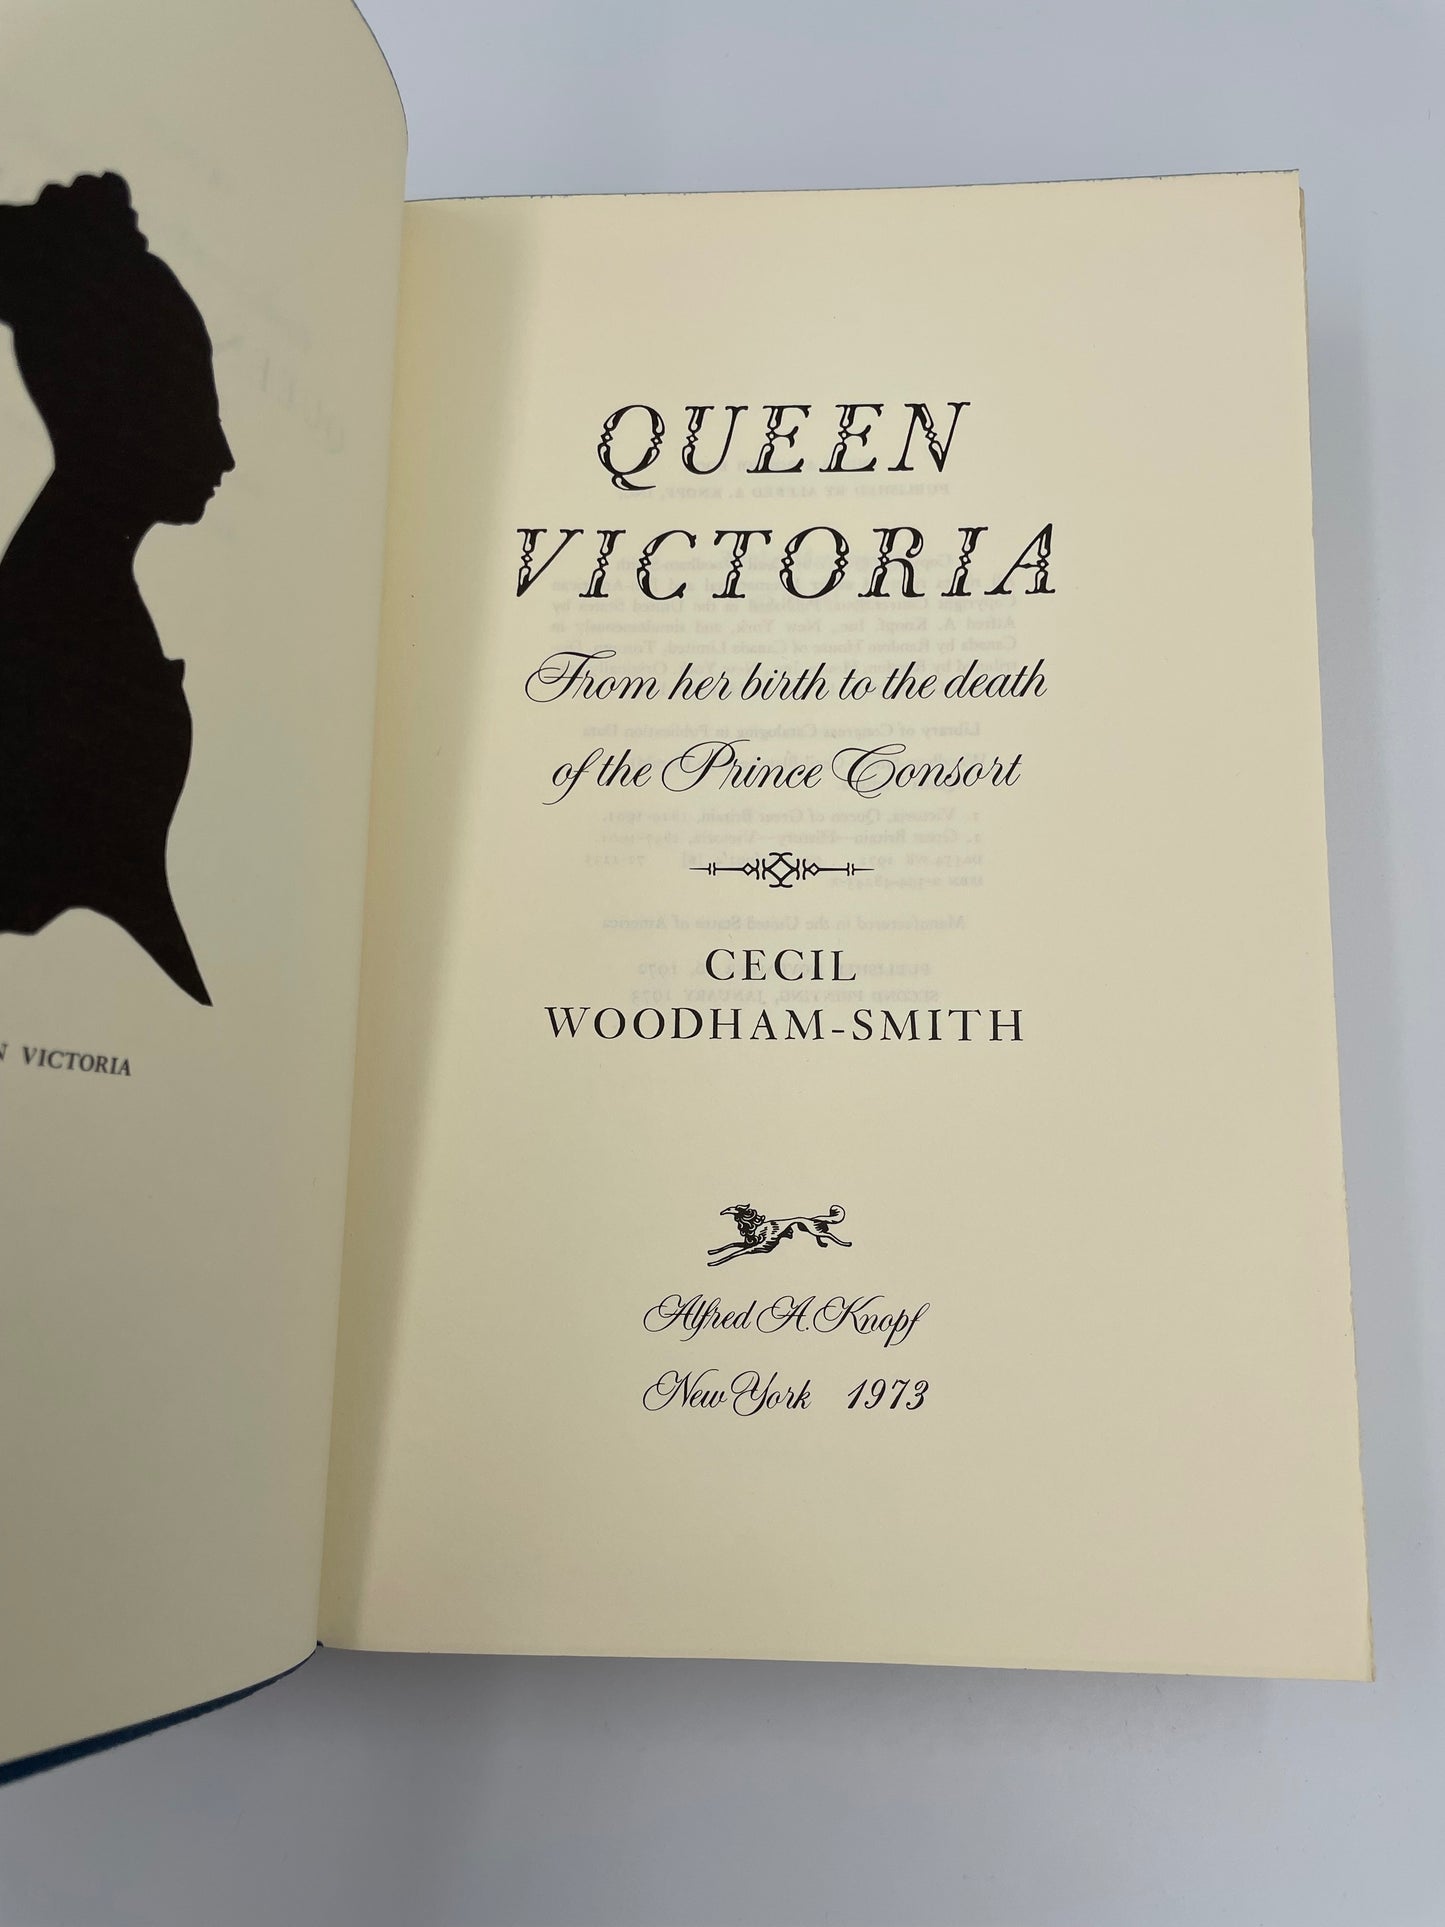 N VICTORIA
QUEEN
VICTORIA
From her birth to the death
of the Prince Consort
CECIL
WOODHAM-SMITH
Alfred A. Knopf
New York 1973